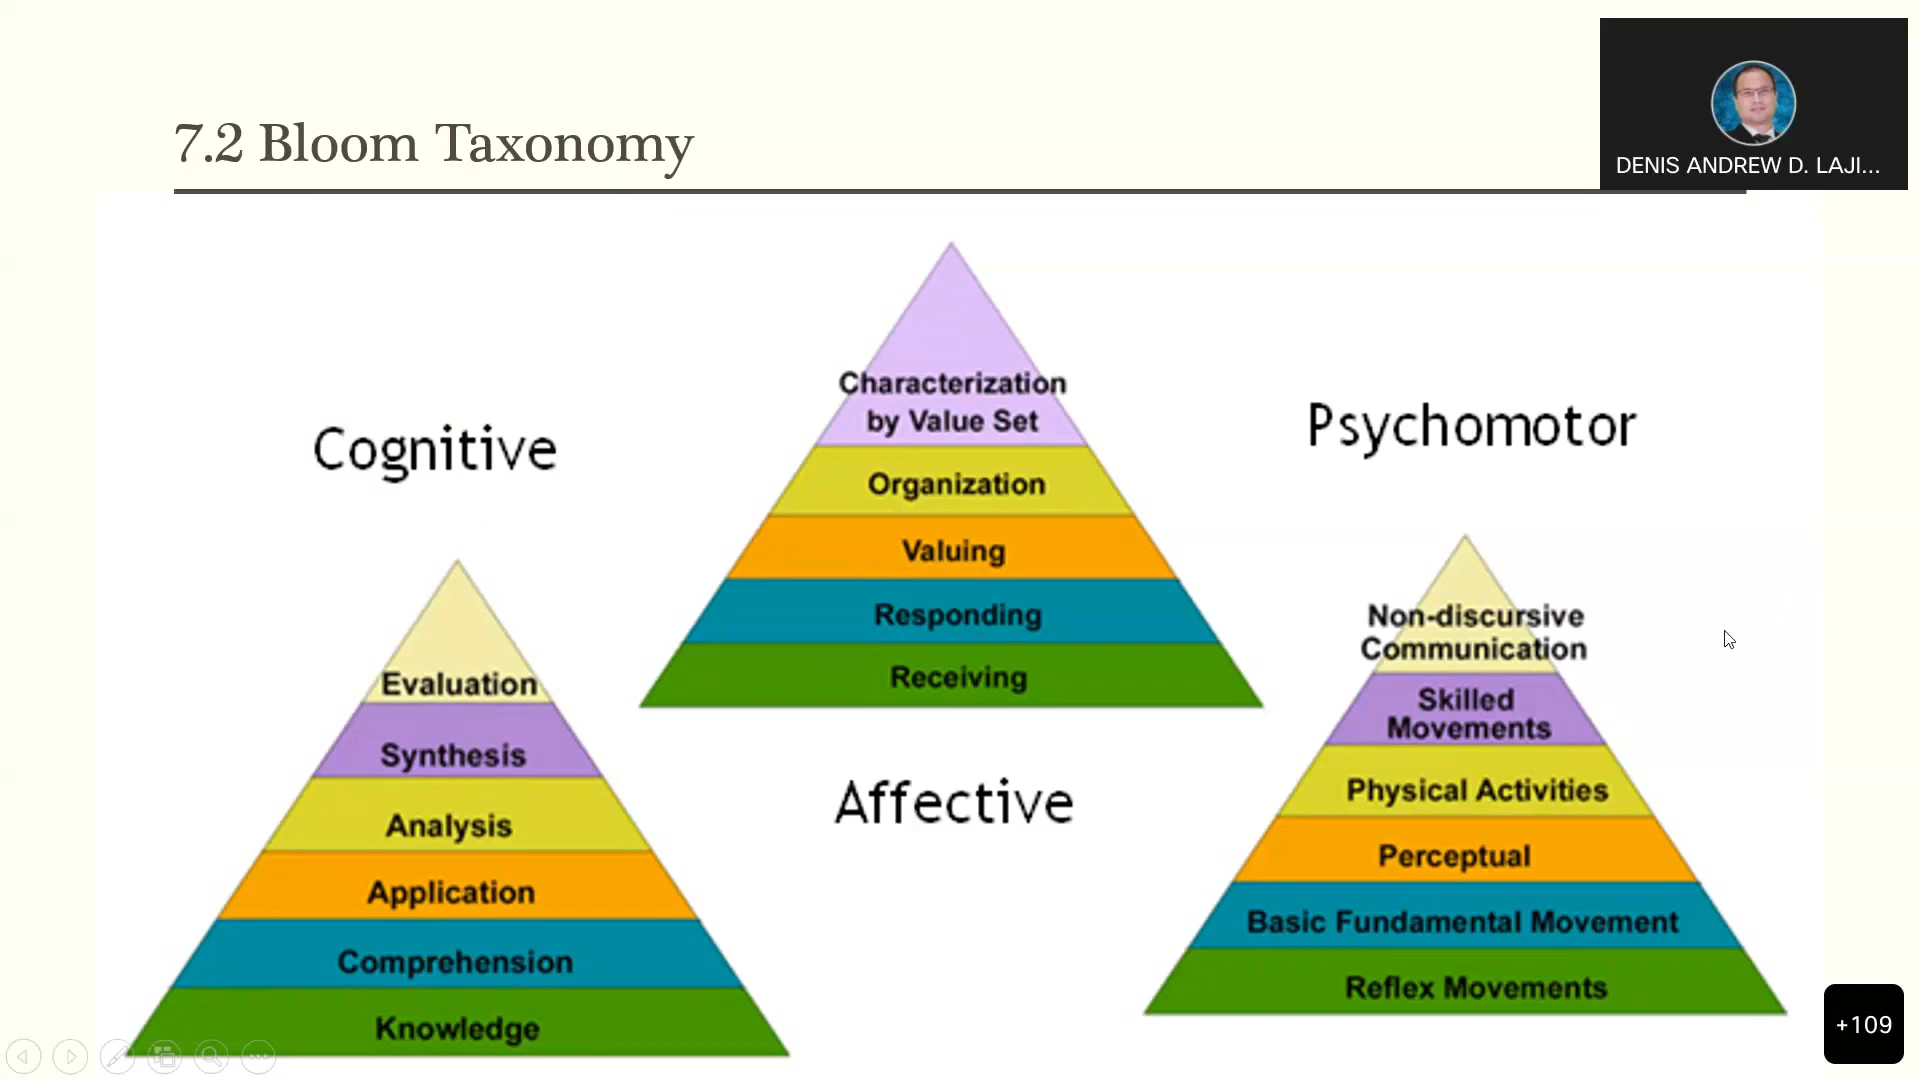 7.2 Bloom Taxonomy
DENIS ANDREW D. LAJI...
Cognitive
Evaluation
Synthesis
Analysis
Application
Comprehension
Knowledge
Characterization
by Value Set
Organization
Valuing
Responding
Receiving
Affective
Psychomotor
Non-discursive
Communication
Skilled
Movements
Physical Activities
Perceptual
Basic Fundamental Movement
Reflex Movements
+109